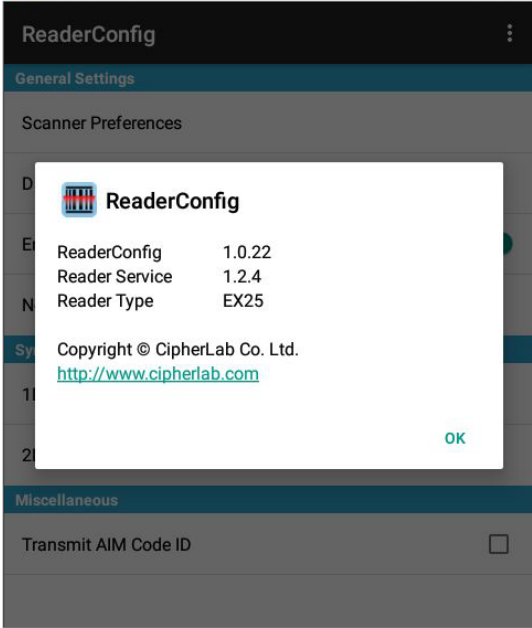 ReaderConfig
General Settings
Scanner Preferences
ReaderConfig
ReaderConfig 1.0.22
Reader Service 1.2.4
Reader Type EX25
Copyright © CipherLab Co. Ltd.
http://www.cipherlab.com
OK
Miscellaneous
Transmit AIM Code ID